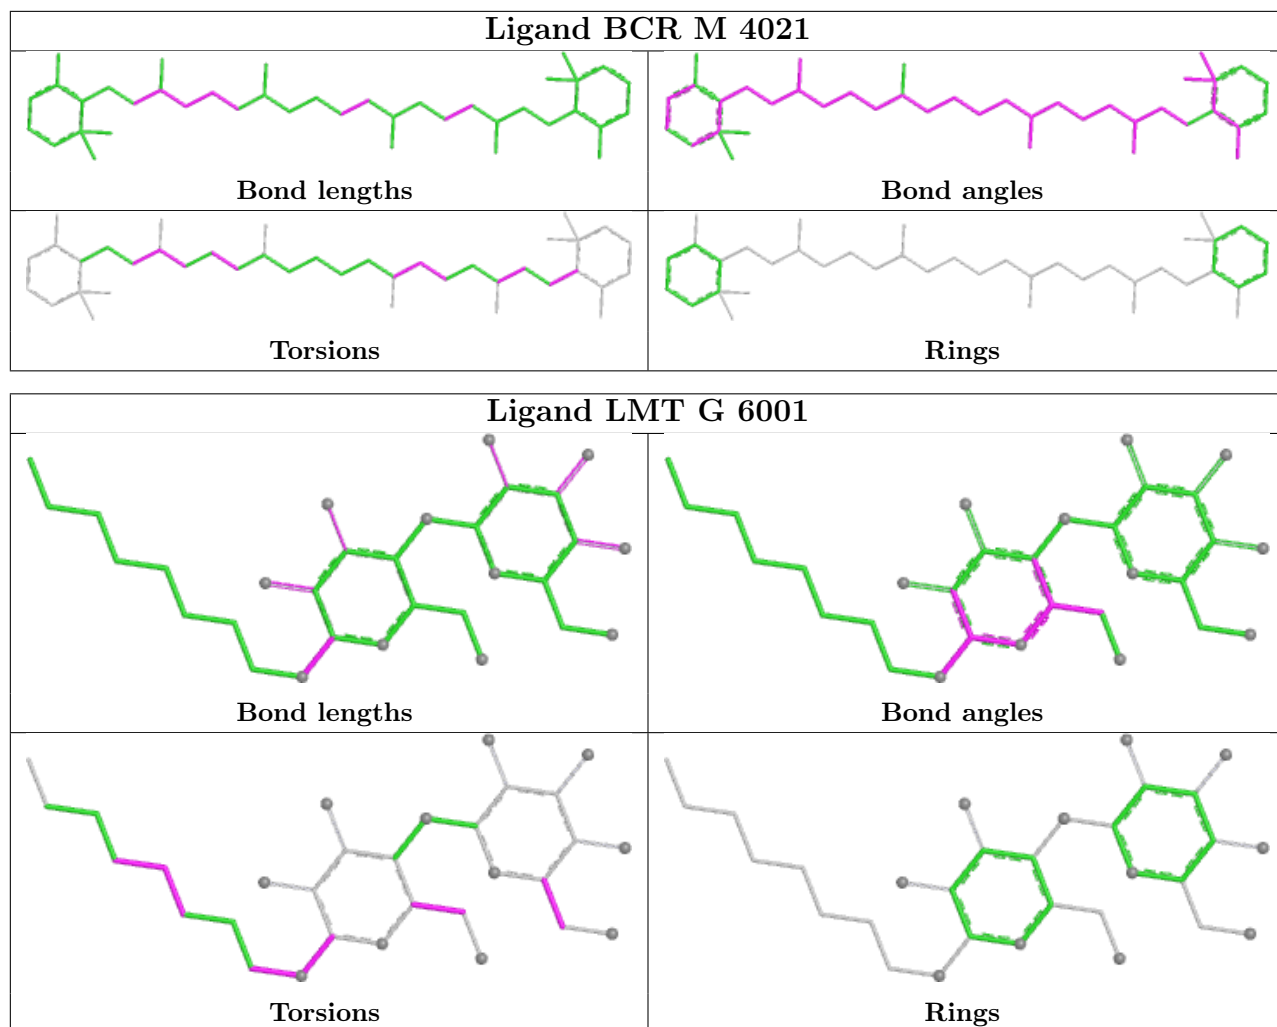 Ligand BCR M 4021
Bond lengths
Bond angles
Torsions
Rings
Ligand LMT G 6001
Bond lengths
Bond angles
Torsions
Rings